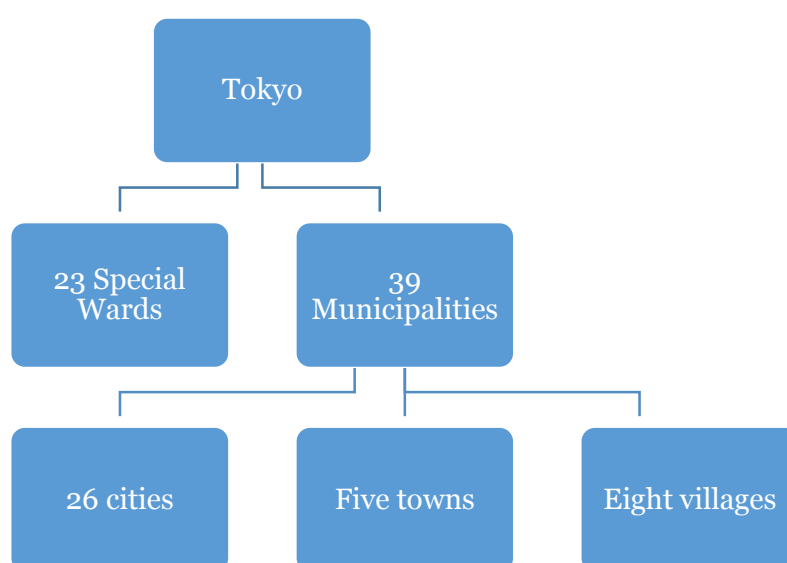 Tokyo
23 Special
Wards
39
Municipalities
26 cities
Five towns
Eight villages